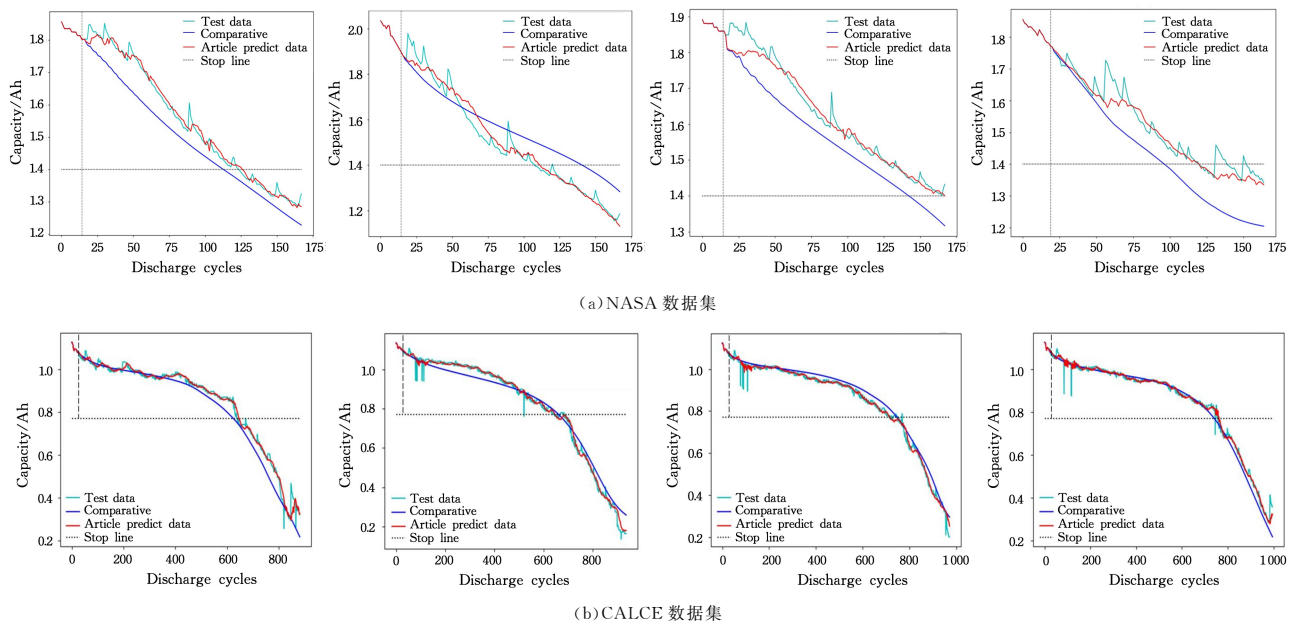 Test data
Comparative
Article predict data
Stop line
Capacity/Ah
1.8
1.7
1.6
1.5
1.4
1.3
1.2
0 25 50 75 100 125 150 175
Discharge cycles
Test data
Comparative
Article predict data
Stop line
Capacity/Ah
2.0
1.8
1.6
1.4
1.2
0 25 50 75 100 125 150 175
Discharge cycles
Test data
Comparative
Article predict data
Stop line
Capacity/Ah
1.9
1.8
1.7
1.6
1.5
1.4
1.3
0 25 50 75 100 125 150 175
Discharge cycles
Test data
Comparative
Article predict data
Stop line
Capacity/Ah
1.8
1.7
1.6
1.5
1.4
1.3
1.2
0 25 50 75 100 125 150 175
Discharge cycles
(a)NASA 数据集
Capacity/Ah
1.0
0.8
0.6
0.4
0.2
Test data
Comparative
Article predict data
Stop line
0 200 400 600 800
Discharge cycles
Capacity/Ah
1.0
0.8
0.6
0.4
0.2
Test data
Comparative
Article predict data
Stop line
0 200 400 600 800
Discharge cycles
Capacity/Ah
1.0
0.8
0.6
0.4
0.2
Test data
Comparative
Article predict data
Stop line
0 200 400 600 800 1000
Discharge cycles
Capacity/Ah
1.0
0.8
0.6
0.4
0.2
Test data
Comparative
Article predict data
Stop line
0 200 400 600 800 1000
Discharge cycles
(b)CALCE 数据集